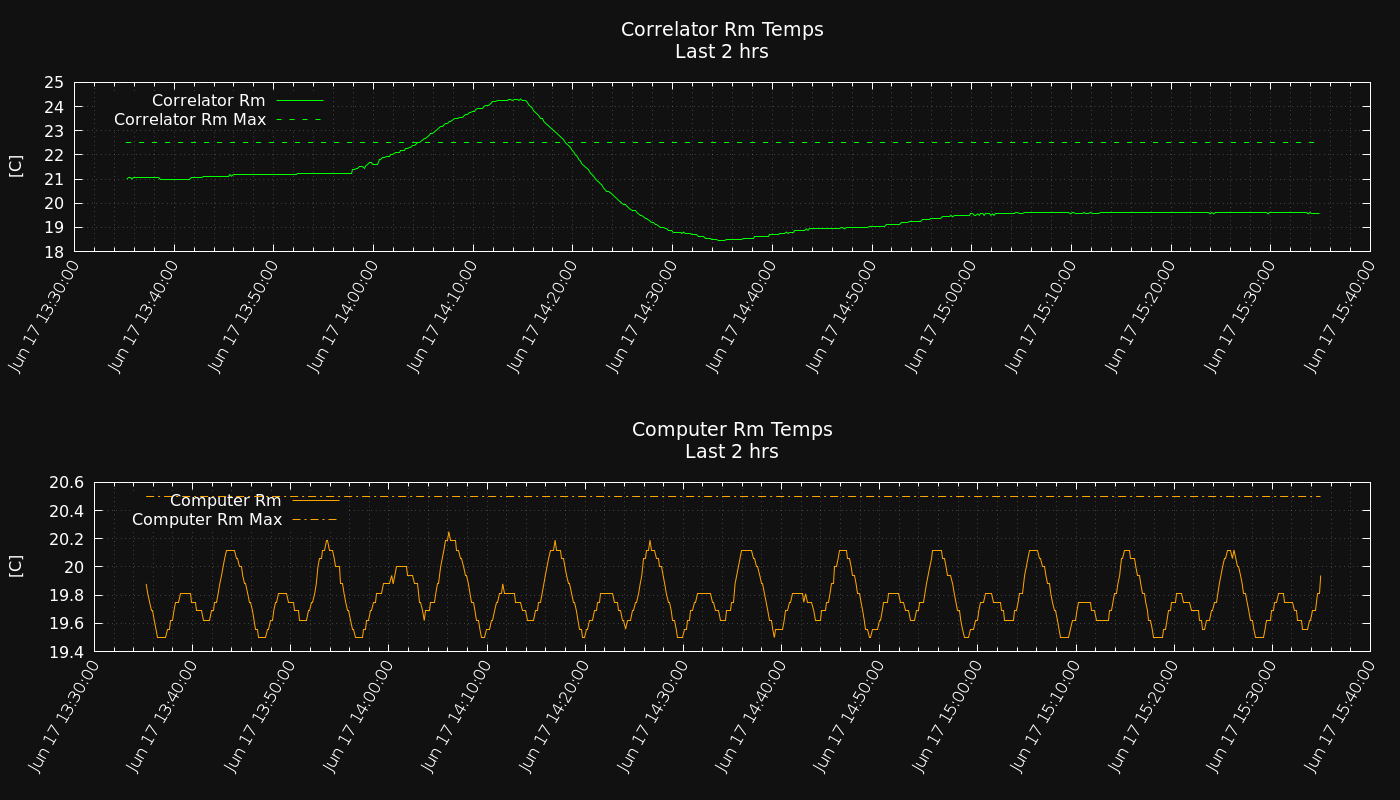 Correlator Rm Temps
Last 2 hrs
25
24
23
22
21
20
19
18
[C]
Correlator Rm
Correlator Rm Max
Jun 17 13:30:00
Jun 17 13:40:00
Jun 17 13:50:00
Jun 17 14:00:00
Jun 17 14:10:00
Jun 17 14:20:00
Jun 17 14:30:00
Jun 17 14:40:00
Jun 17 14:50:00
Jun 17 15:00:00
Jun 17 15:10:00
Jun 17 15:20:00
Jun 17 15:30:00
Jun 17 15:40:00
Computer Rm Temps
Last 2 hrs
20.6
20.4
20.2
20
19.8
19.6
19.4
[C]
Computer Rm
Computer Rm Max
Jun 17 13:30:00
Jun 17 13:40:00
Jun 17 13:50:00
Jun 17 14:00:00
Jun 17 14:10:00
Jun 17 14:20:00
Jun 17 14:30:00
Jun 17 14:40:00
Jun 17 14:50:00
Jun 17 15:00:00
Jun 17 15:10:00
Jun 17 15:20:00
Jun 17 15:30:00
Jun 17 15:40:00